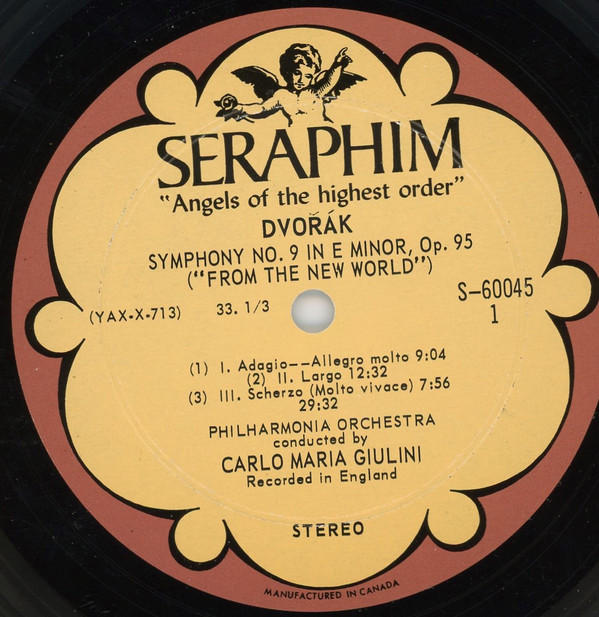 SERAPHIM
"Angels of the highest order"
DVOŘÁK
SYMPHONY NO. 9 IN E MINOR, Op. 95
("FROM THE NEW WORLD")
(YAX-X-713) 33. 1/3 S-60045
1
(1) I. Adagio--Allegro molto 9:04
(2) II. Largo 12:32
(3) III. Scherzo (Molto vivace) 7:56
29:32
PHILHARMONIA ORCHESTRA
conducted by
CARLO MARIA GIULINI
Recorded in England
STEREO
MANUFACTURED IN CANADA